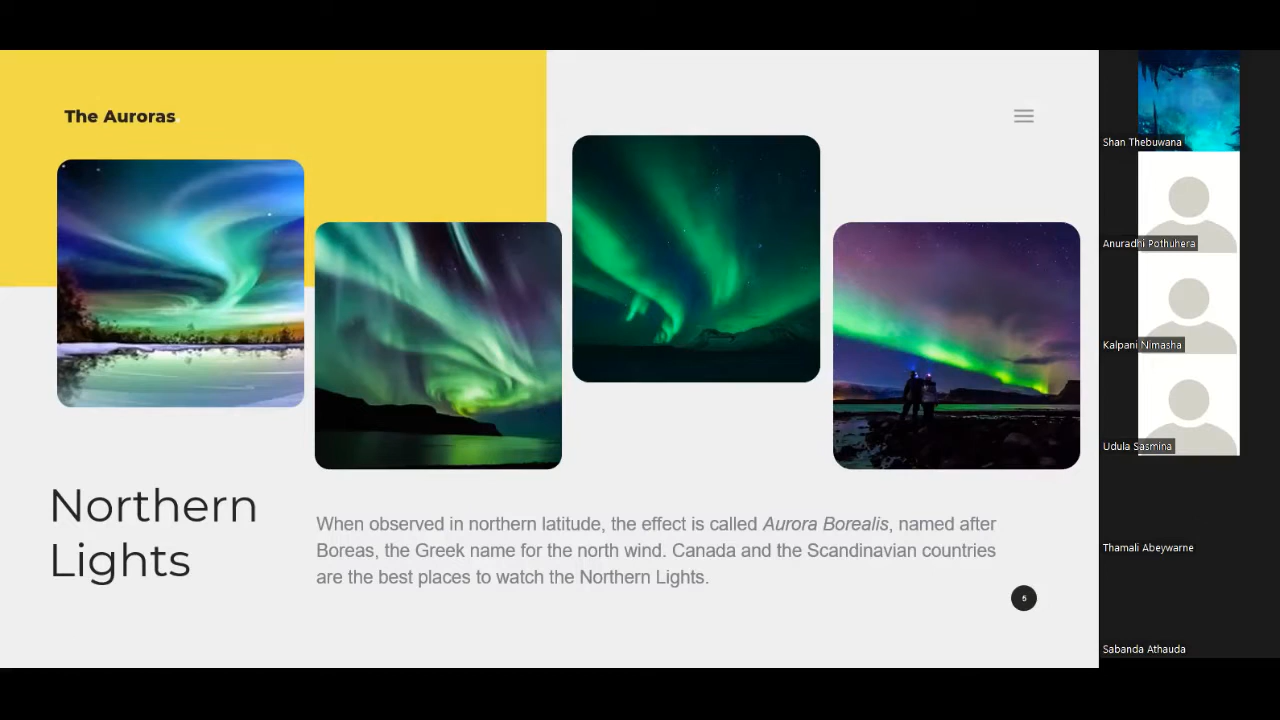 The Auroras
Northern
Lights
When observed in northern latitude, the effect is called Aurora Borealis, named after
Boreas, the Greek name for the north wind. Canada and the Scandinavian countries
are the best places to watch the Northern Lights.
5
Shan Thebuwana
Anuradhi Pothuhera
Kalpani Nimasha
Udula Sasmina
Thamali Abeywarne
Sabanda Athauda